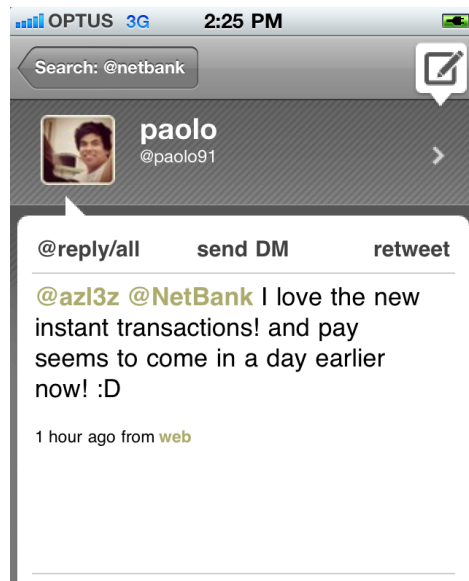 OPTUS 3G 2:25 PM
Search: @netbank
paolo
@paolo91
@reply/all send DM retweet
@azl3z @NetBank I love the new
instant transactions! and pay
seems to come in a day earlier
now! :D
1 hour ago from web